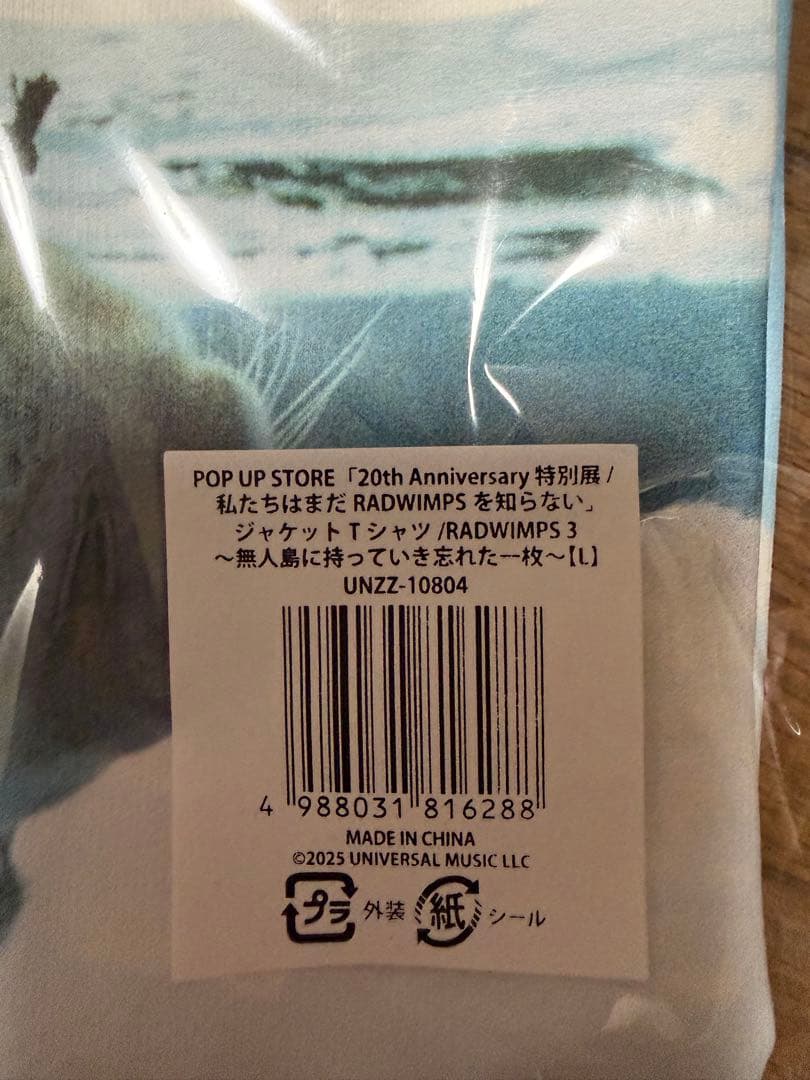 POP UP STORE「20th Anniversary 特別展 /
私たちはまだ RADWIMPS を知らない」
ジャケット T シャツ /RADWIMPS 3
～無人島に持っていき忘れた一枚～【L】
UNZZ-10804
4 988031 816288
MADE IN CHINA
©2025 UNIVERSAL MUSIC LLC
プラ 外装 紙 シール